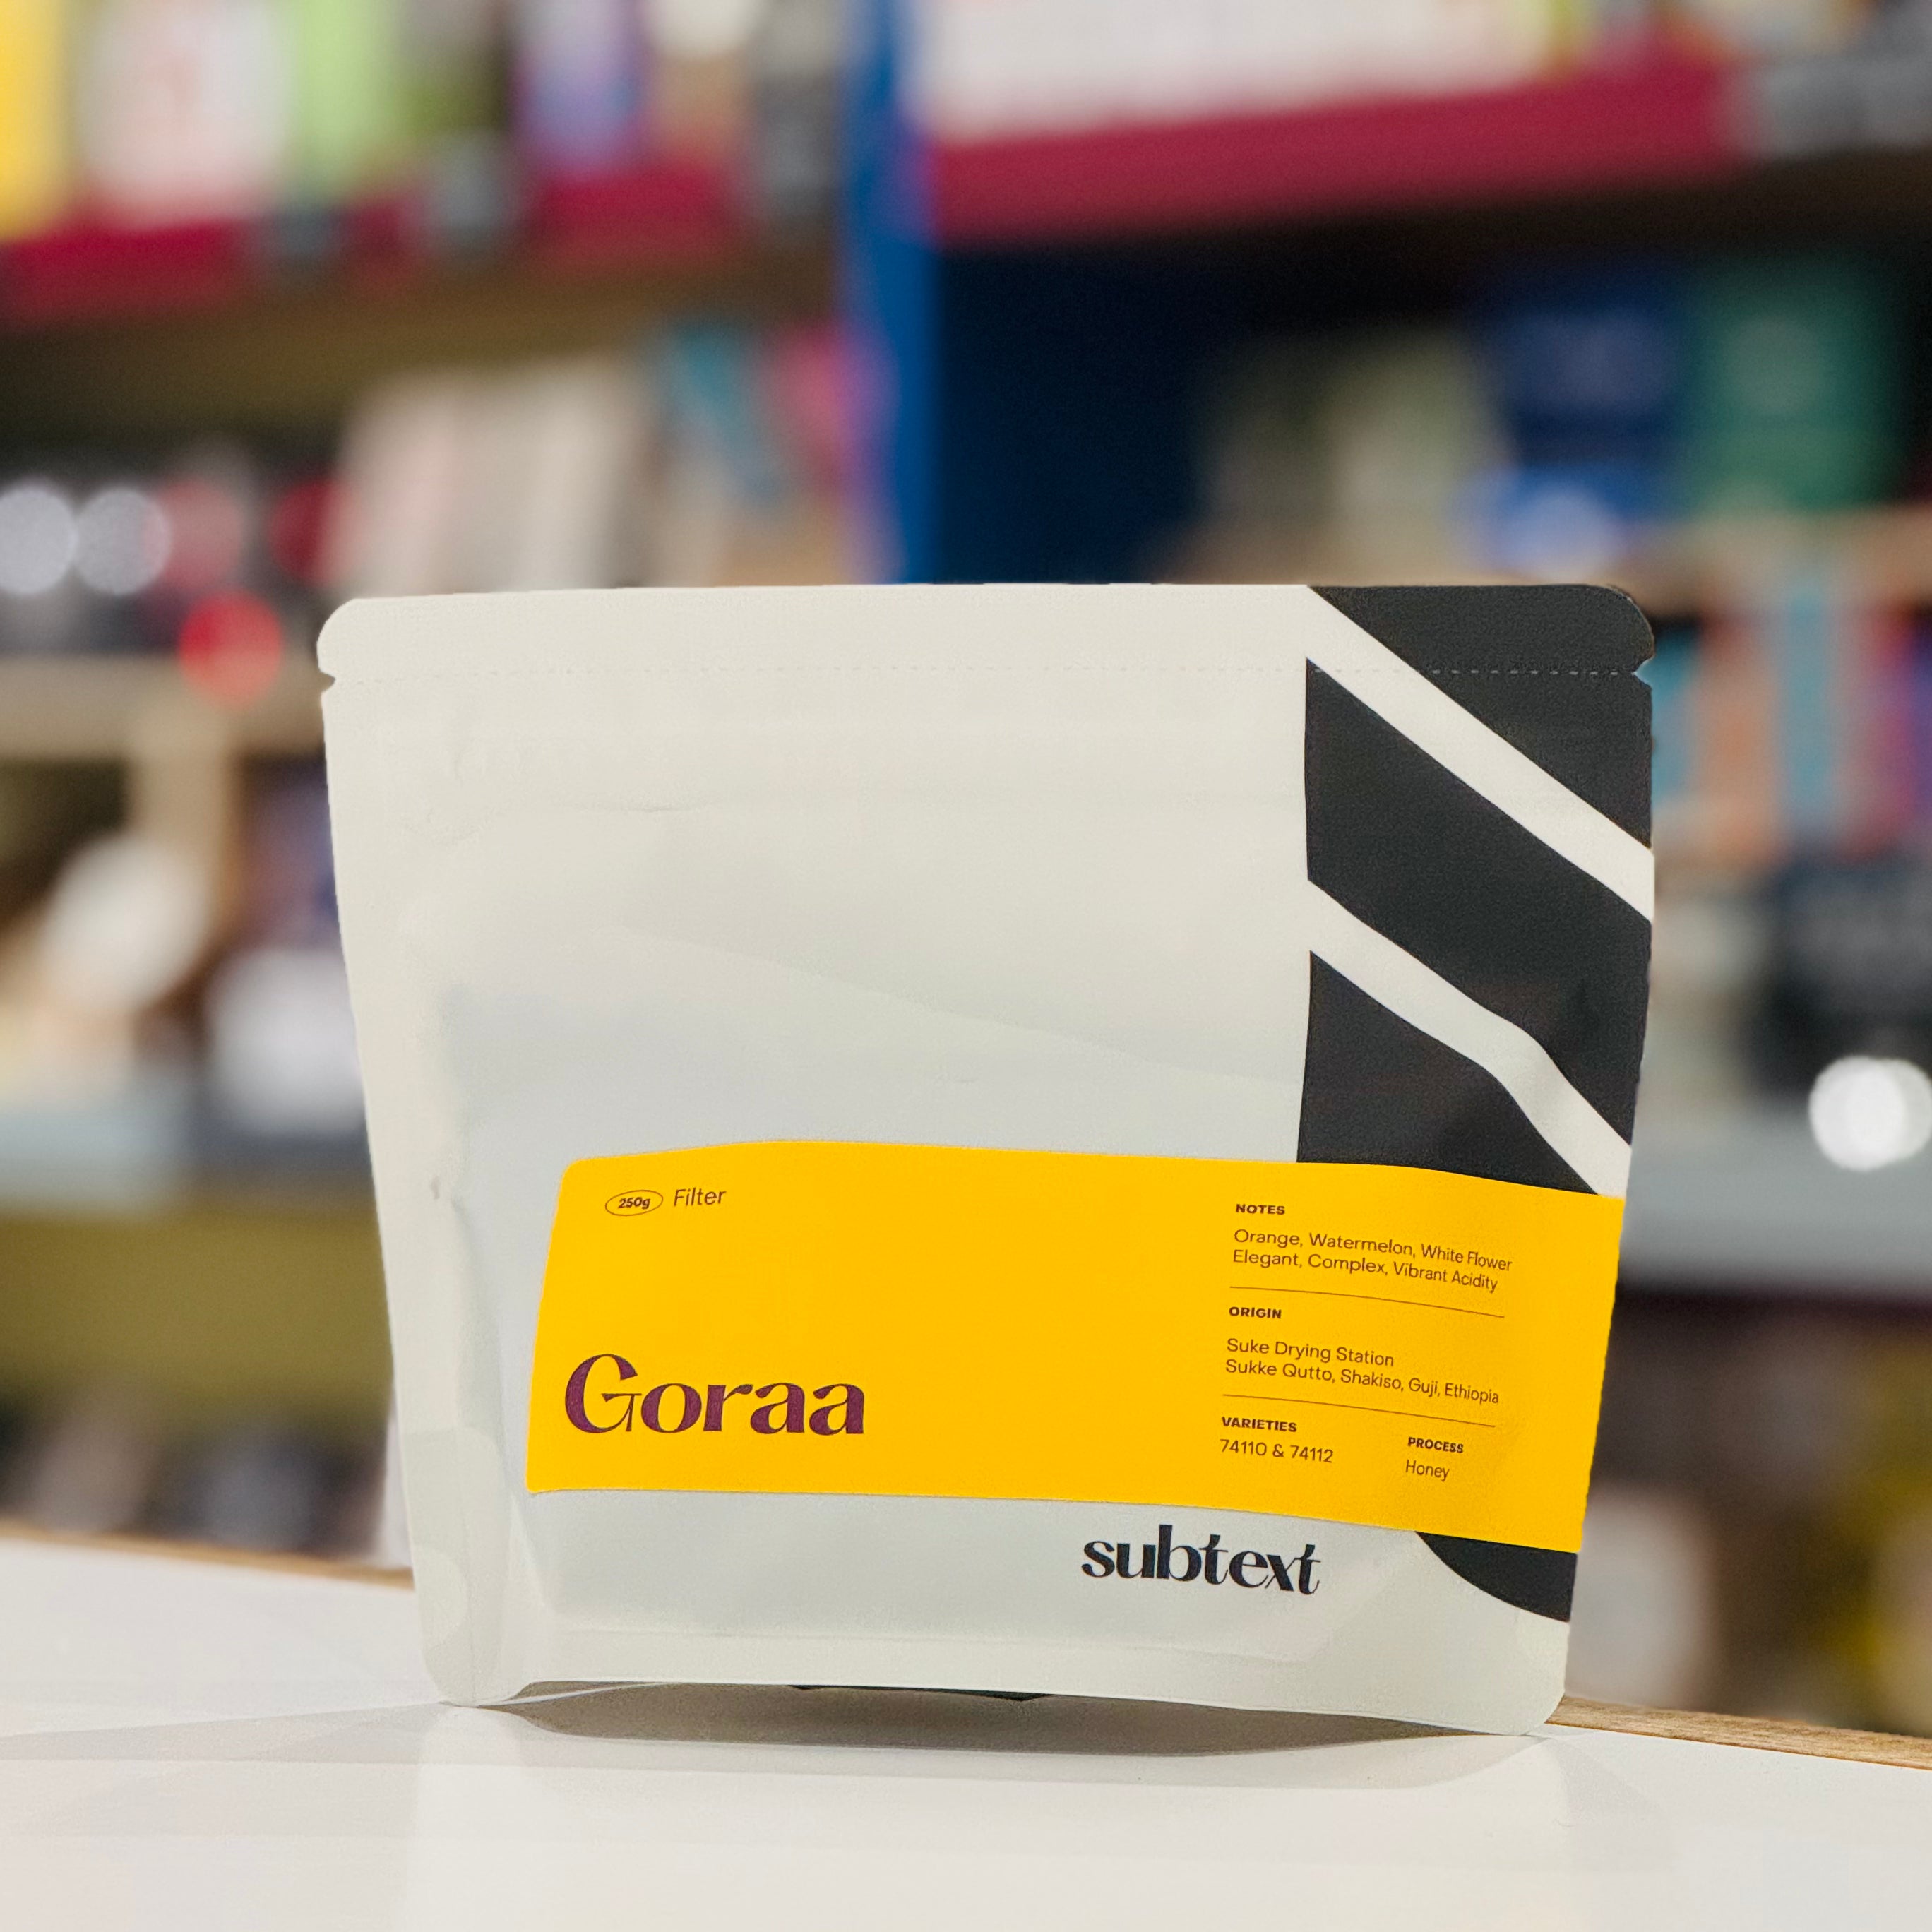 250g Filter
Goraa
NOTES
Orange, Watermelon, White Flower
Elegant, Complex, Vibrant Acidity
ORIGIN
Suke Drying Station
Sukke Qutto, Shakiso, Guji, Ethiopia
VARIETIES
74110 & 74112
PROCESS
Honey
subtext